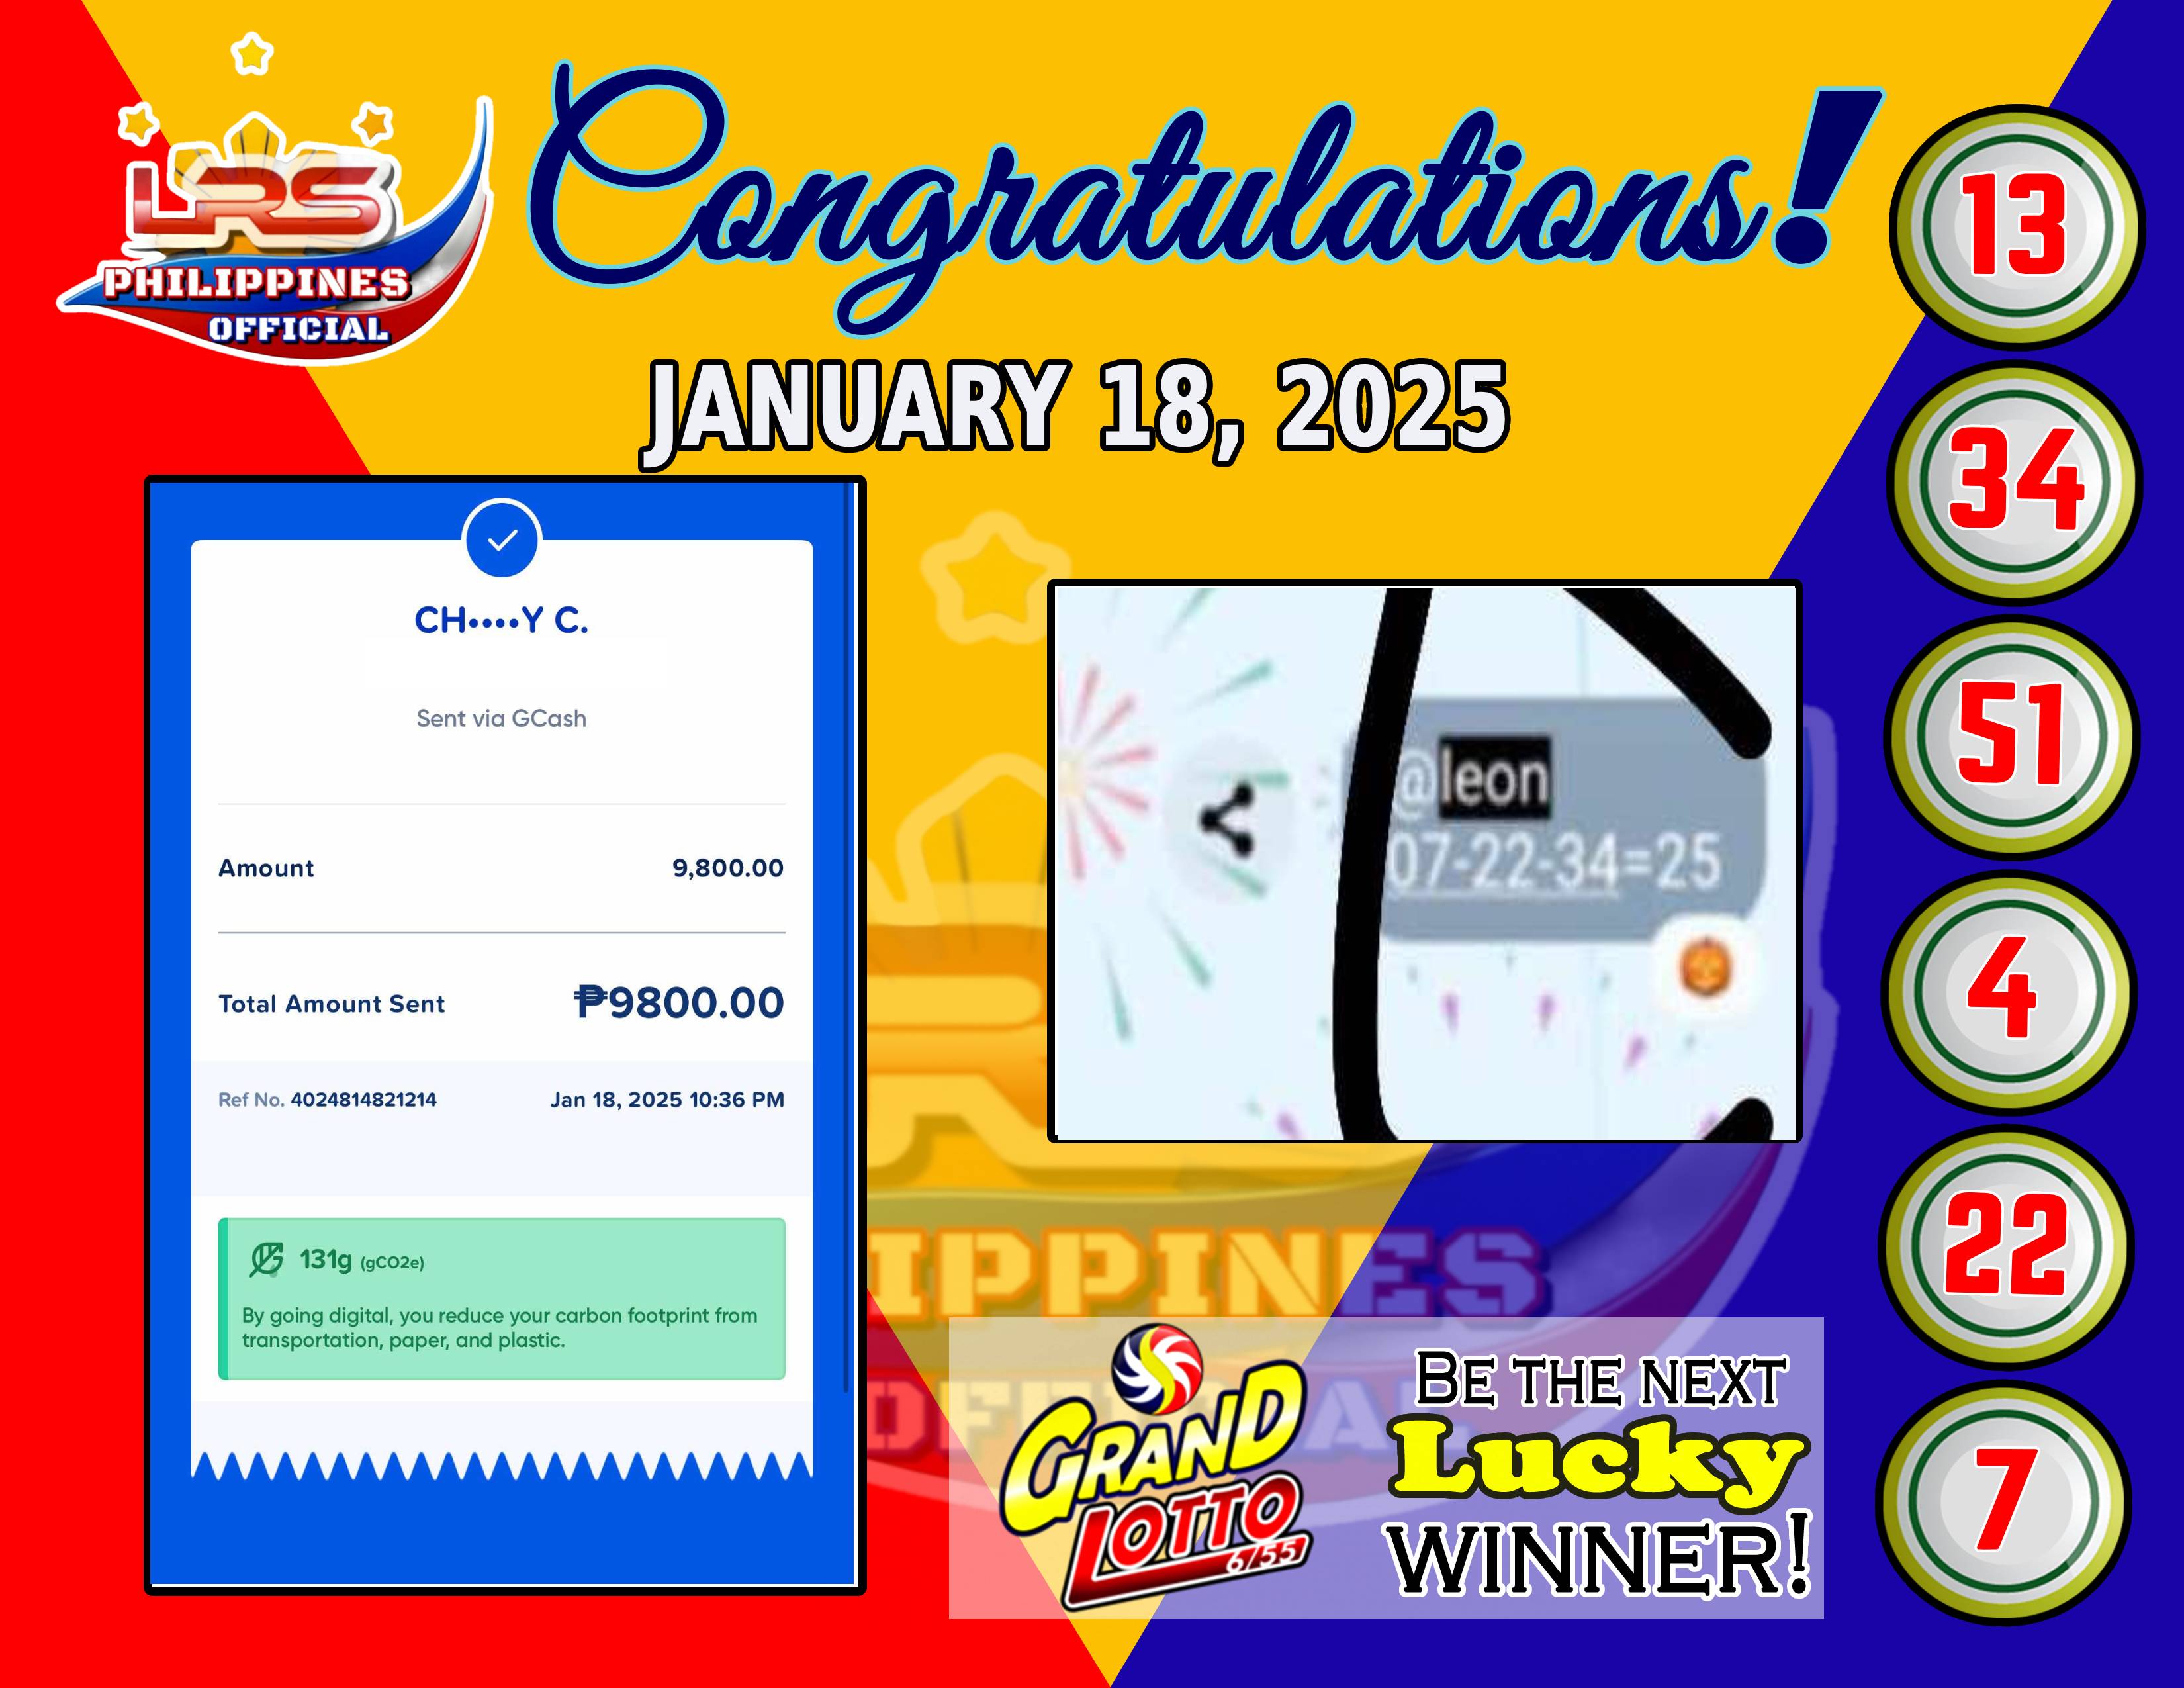 LRS
PHILIPPINES
OFFICIAL
Congratulations!
JANUARY 18, 2025
CH••••Y C.
Sent via GCash
Amount 9,800.00
Total Amount Sent ₱9800.00
Ref No. 4024814821214 Jan 18, 2025 10:36 PM
131g (gCO2e)
By going digital, you reduce your carbon footprint from
transportation, paper, and plastic.
@leon
07-22-34=25
IPPINES
GRAND
LOTTO
6/55
BE THE NEXT
Lucky
WINNER!
13
34
51
4
22
7